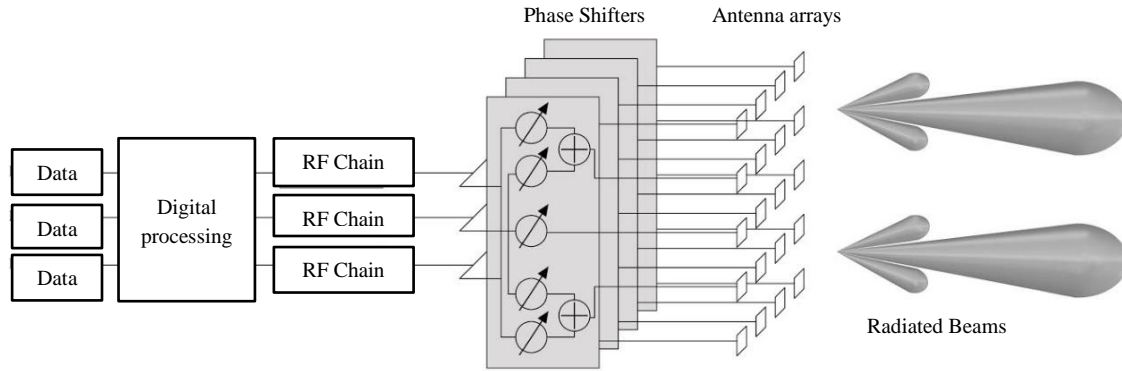 Phase Shifters
Antenna arrays
Data
Data
Data
Digital
processing
RF Chain
RF Chain
RF Chain
Radiated Beams